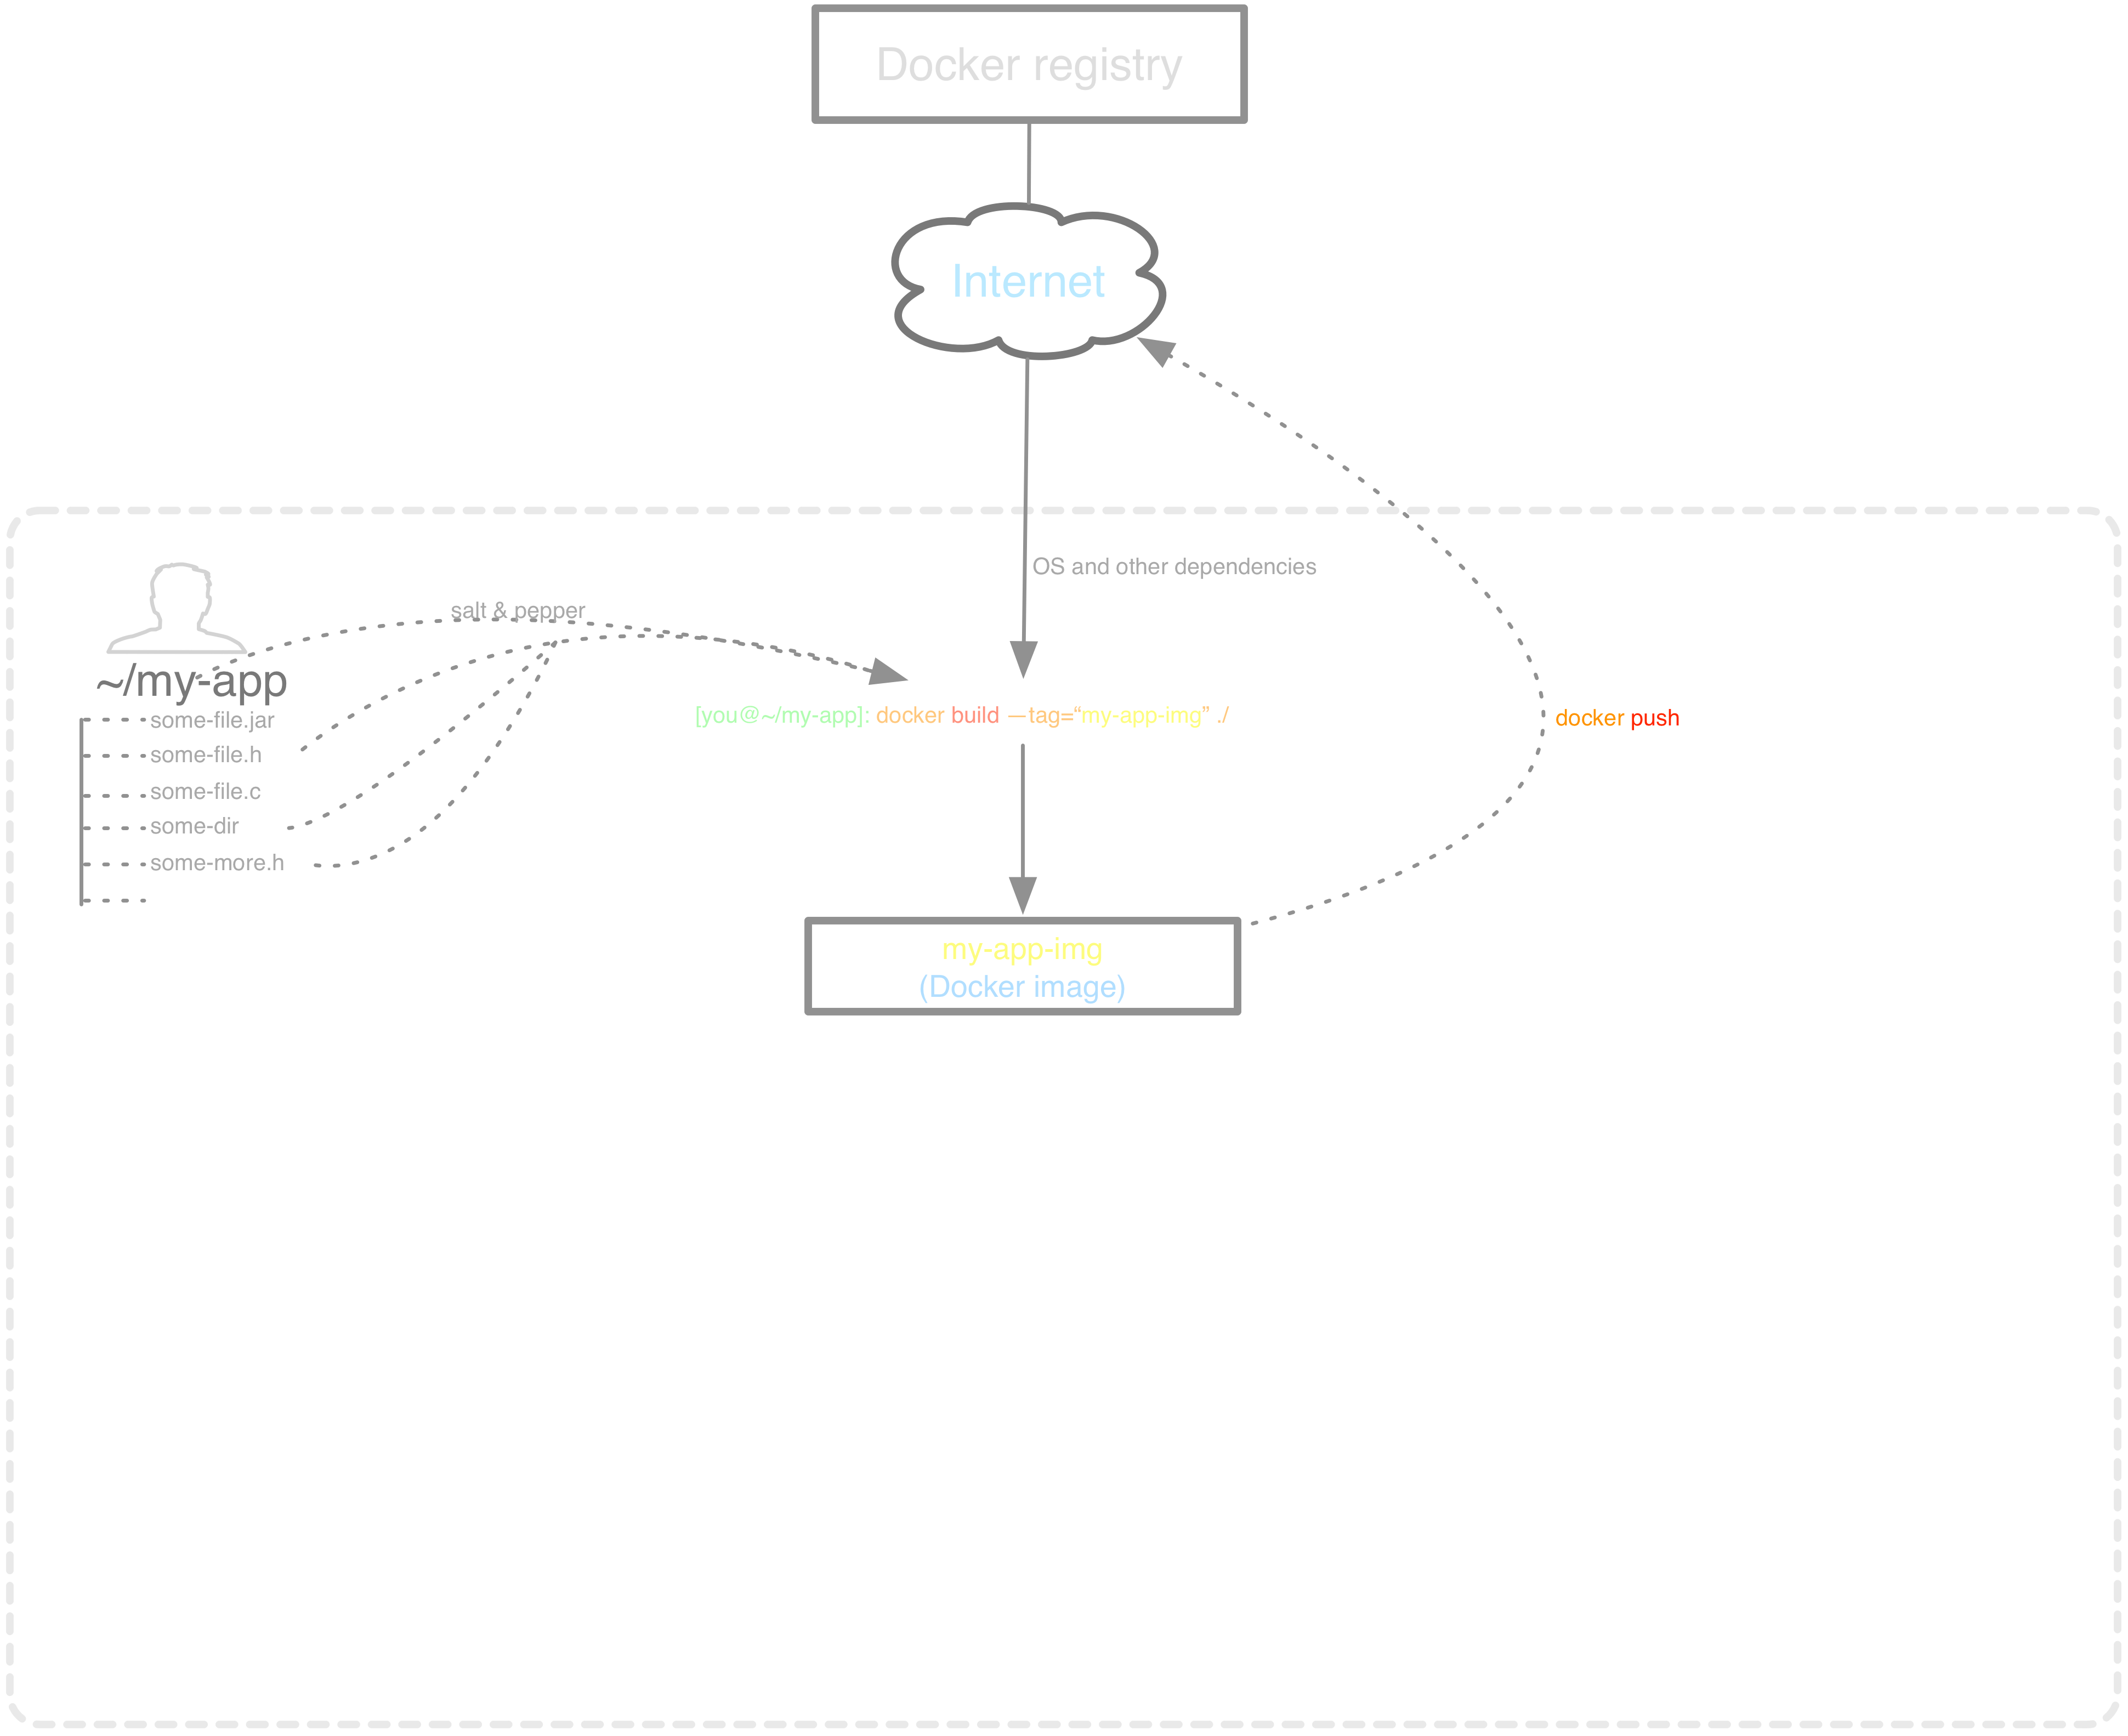 Docker registry
Internet
OS and other dependencies
salt & pepper
~/my-app
some-file.jar
some-file.h
some-file.c
some-dir
some-more.h
[you@~/my-app]: docker build —tag=“my-app-img” ./
docker push
my-app-img
(Docker image)